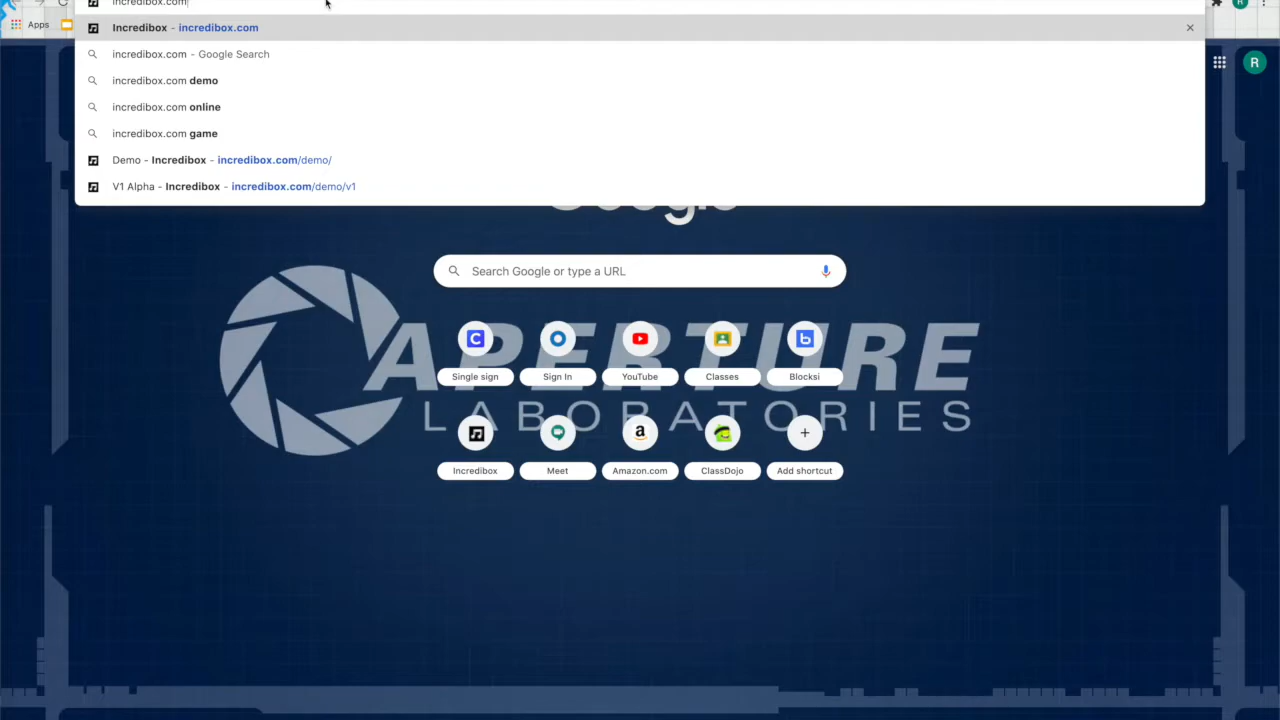 incredibox.com
Apps
Incredibox - incredibox.com
incredibox.com - Google Search
incredibox.com demo
incredibox.com online
incredibox.com game
Demo - Incredibox - incredibox.com/demo/
V1 Alpha - Incredibox - incredibox.com/demo/v1
R
R
Google
Search Google or type a URL
APERTURE
LABORATORIES
Single sign
Sign In
YouTube
Classes
Blocksi
Incredibox
Meet
Amazon.com
ClassDojo
Add shortcut